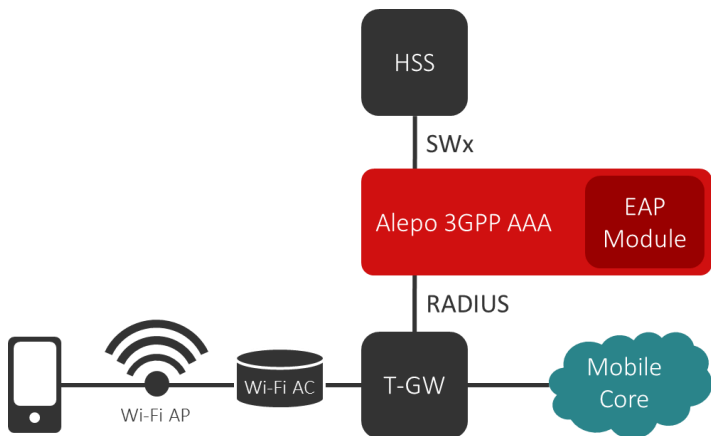 HSS
SWx
Alepo 3GPP AAA
EAP
Module
RADIUS
Wi-Fi AP
Wi-Fi AC
T-GW
Mobile
Core